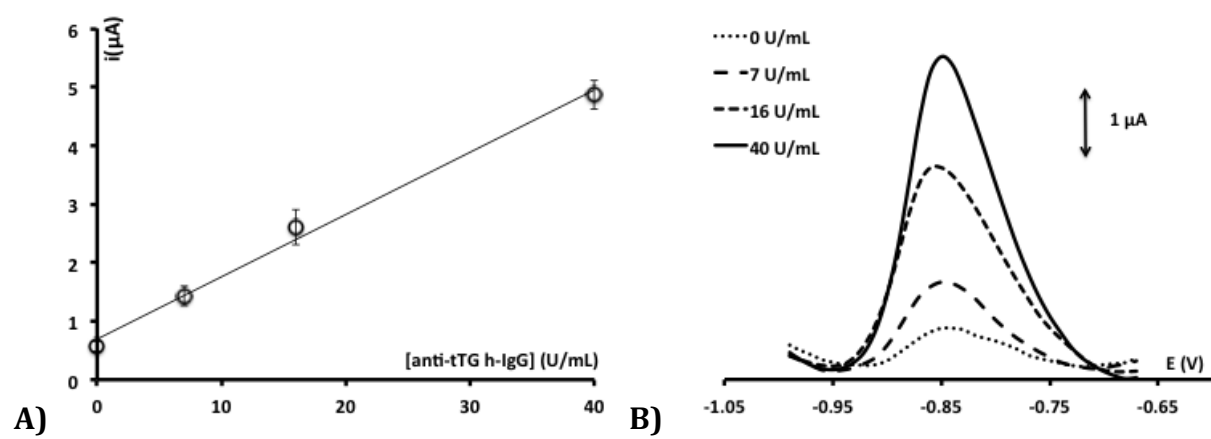 i(µA)
6
5
4
3
2
1
0
[anti-tTG h-IgG] (U/mL)
0
10
20
30
40
A)
0 U/mL
7 U/mL
16 U/mL
40 U/mL
1 µA
E (V)
-1.05
-0.95
-0.85
-0.75
-0.65
B)